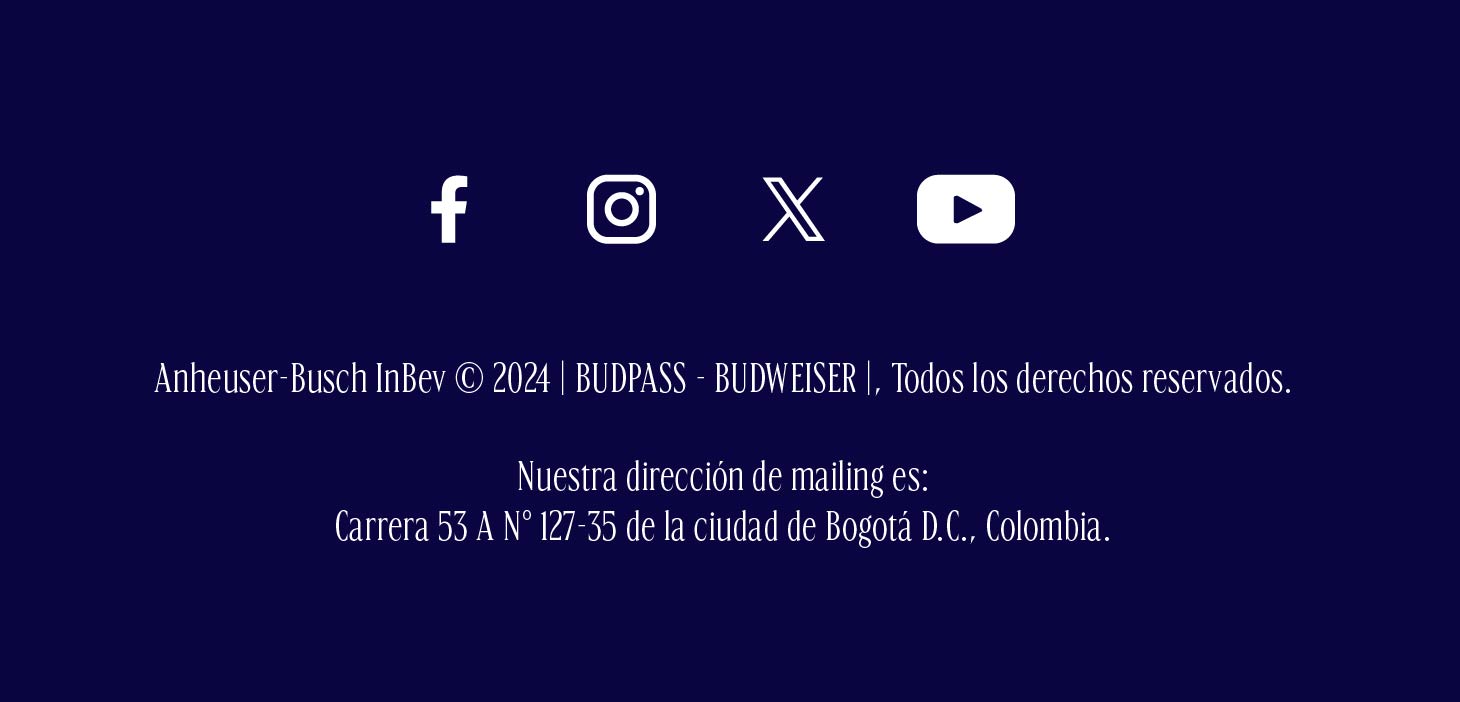 Anheuser-Busch InBev © 2024 | BUDPASS - BUDWEISER |, Todos los derechos reservados.
Nuestra dirección de mailing es:
Carrera 53 A N° 127-35 de la ciudad de Bogotá D.C., Colombia.